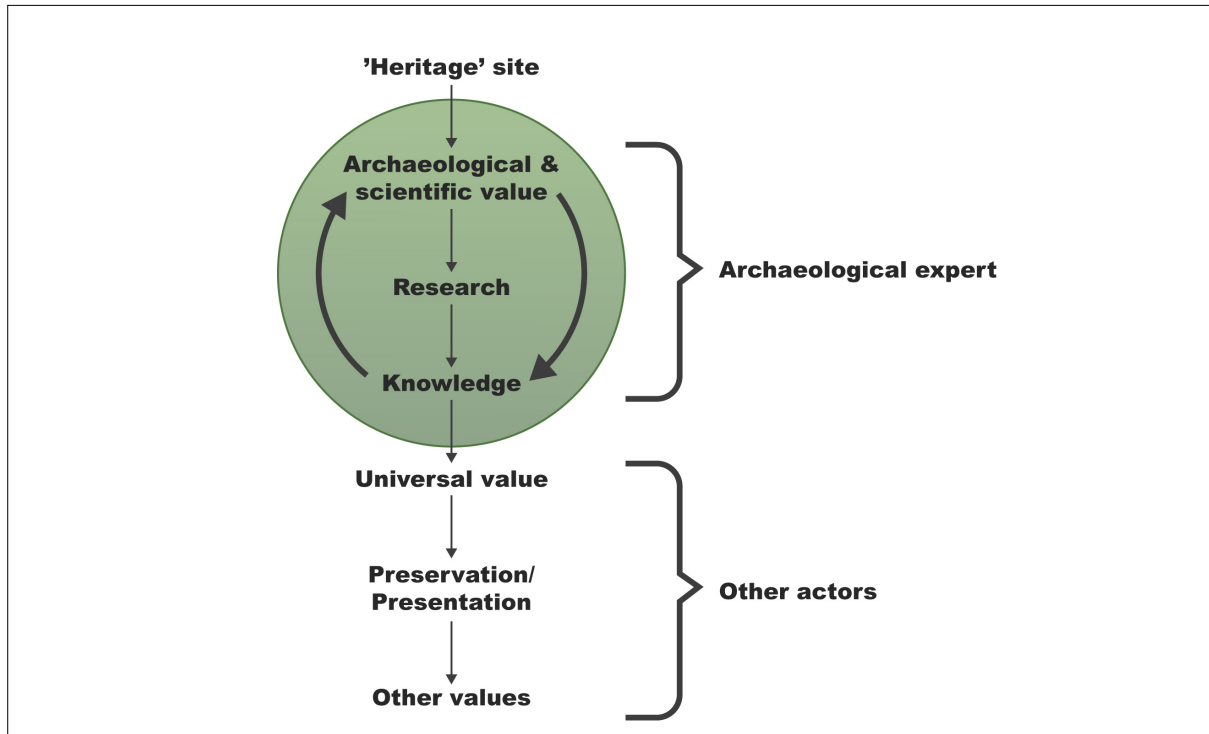 ’Heritage’ site
Archaeological &
scientific value
Research
Archaeological expert
Knowledge
Universal value
Preservation/
Presentation
Other actors
Other values